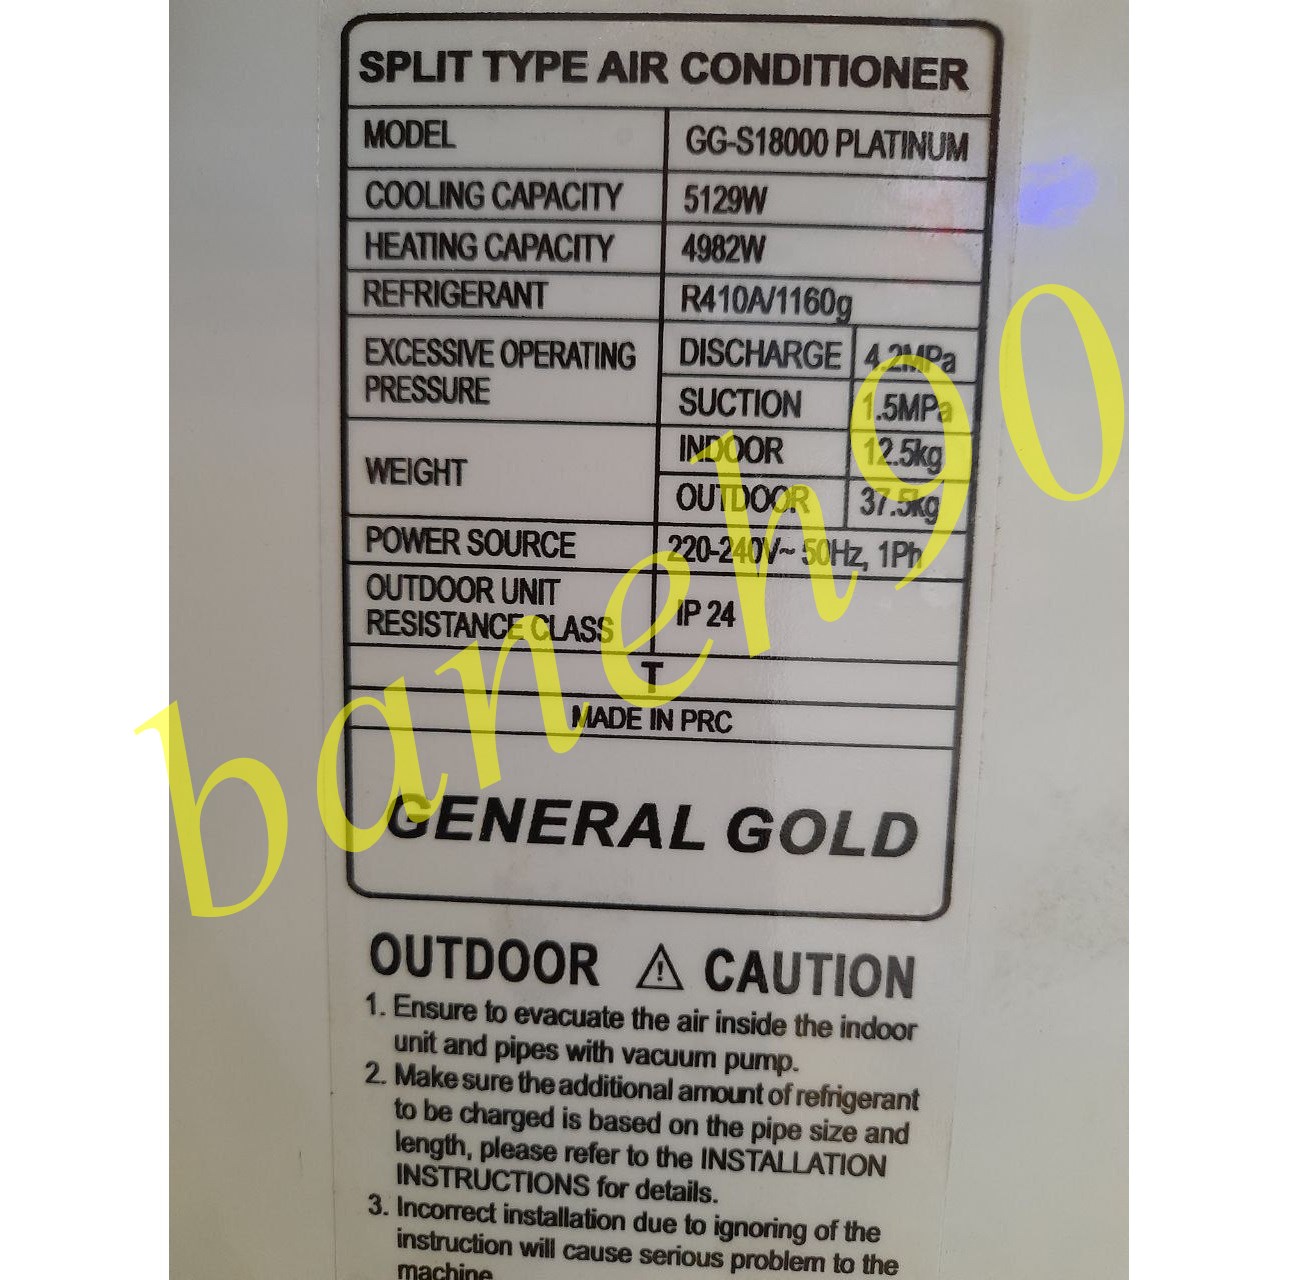 SPLIT TYPE AIR CONDITIONER
MODEL GG-S18000 PLATINUM
COOLING CAPACITY 5129W
HEATING CAPACITY 4982W
REFRIGERANT R410A/1160g
EXCESSIVE OPERATING PRESSURE DISCHARGE 4.2MPa
SUCTION 1.5MPa
WEIGHT INDOOR 12.5kg
OUTDOOR 37.5kg
POWER SOURCE 220-240V~ 50Hz, 1Ph
OUTDOOR UNIT
RESISTANCE CLASS IP 24
T
MADE IN PRC
GENERAL GOLD
baneh90
OUTDOOR ⚠ CAUTION
1. Ensure to evacuate the air inside the indoor
unit and pipes with vacuum pump.
2. Make sure the additional amount of refrigerant
to be charged is based on the pipe size and
length, please refer to the INSTALLATION
INSTRUCTIONS for details.
3. Incorrect installation due to ignoring of the
instruction will cause serious problem to the
machine